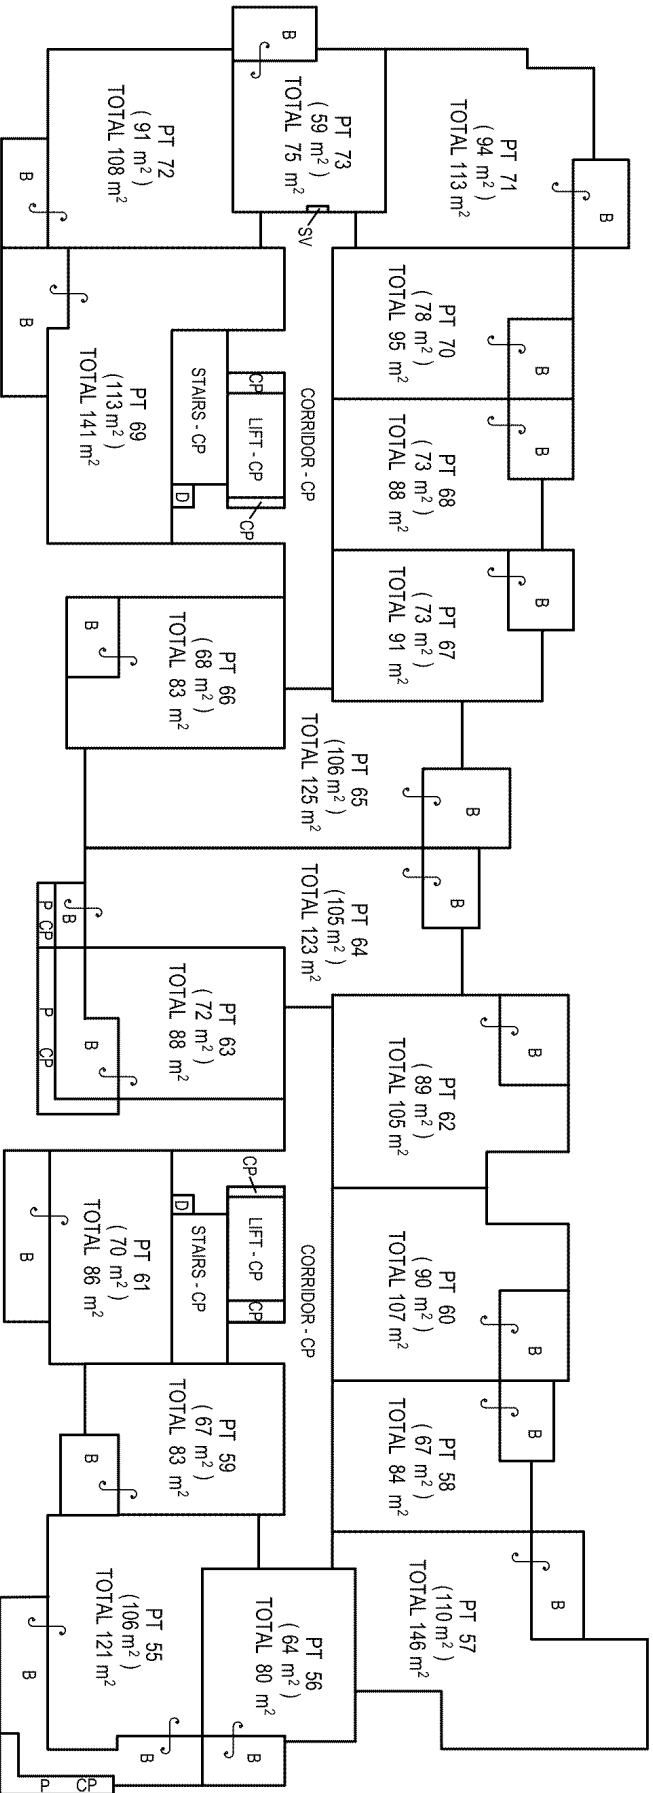 B
PT 73
( 59 m²)
TOTAL 75 m²
SV
PT 71
( 94 m²)
TOTAL 113 m²
B
PT 72
( 91 m²)
TOTAL 108 m²
B
PT 70
( 78 m²)
TOTAL 95 m²
B
PT 68
( 73 m²)
TOTAL 88 m²
B
PT 67
( 73 m²)
TOTAL 91 m²
B
CORRIDOR - CP
CP
LIFT - CP
CP
STAIRS - CP
D
PT 69
(113 m²)
TOTAL 141 m²
B
PT 66
( 68 m²)
TOTAL 83 m²
B
PT 65
(106 m²)
TOTAL 125 m²
B
PT 64
(105 m²)
TOTAL 123 m²
B
B
P CP
PT 63
( 72 m²)
TOTAL 88 m²
B
P CP
PT 62
( 89 m²)
TOTAL 105 m²
B
PT 60
( 90 m²)
TOTAL 107 m²
B
PT 58
( 67 m²)
TOTAL 84 m²
B
PT 57
(110 m²)
TOTAL 146 m²
B
CORRIDOR - CP
CP
LIFT - CP
CP
STAIRS - CP
D
PT 61
( 70 m²)
TOTAL 86 m²
B
PT 59
( 67 m²)
TOTAL 83 m²
B
PT 56
( 64 m²)
TOTAL 80 m²
B
PT 55
(106 m²)
TOTAL 121 m²
B
B
P CP